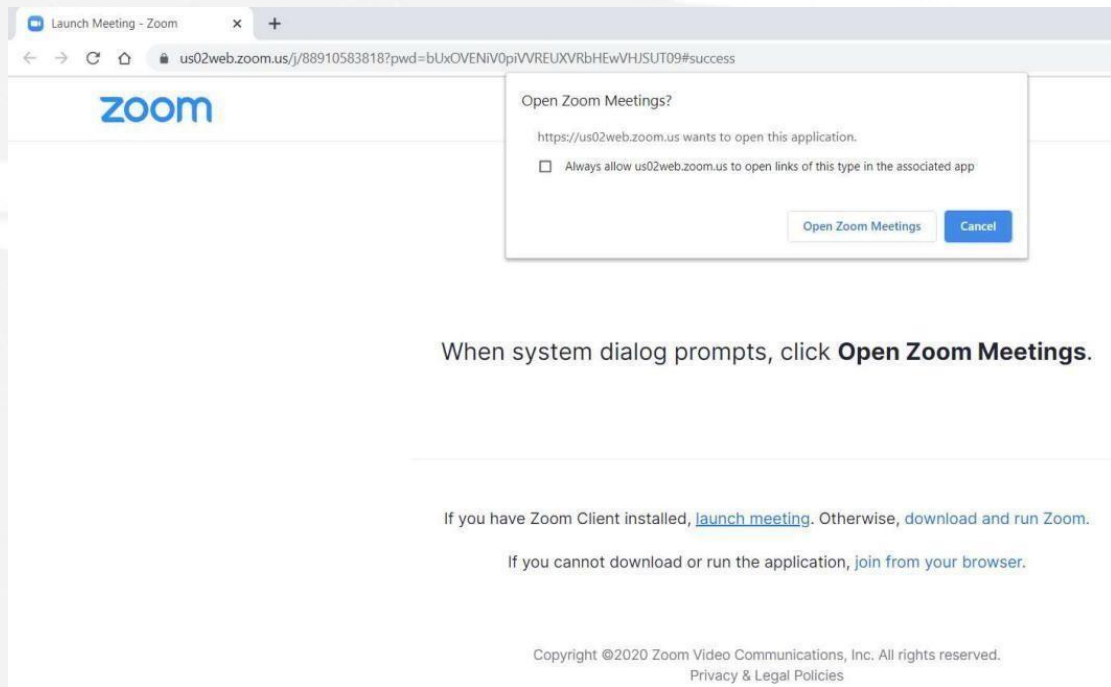 Launch Meeting - Zoom
us02web.zoom.us/j/88910583818?pwd=bUxOVENiV0piVVREUXVRbHEwVHJSUT09#success
zoom
Open Zoom Meetings?
https://us02web.zoom.us wants to open this application.
Always allow us02web.zoom.us to open links of this type in the associated app
Open Zoom Meetings Cancel
When system dialog prompts, click Open Zoom Meetings.
If you have Zoom Client installed, launch meeting. Otherwise, download and run Zoom.
If you cannot download or run the application, join from your browser.
Copyright ©2020 Zoom Video Communications, Inc. All rights reserved.
Privacy & Legal Policies